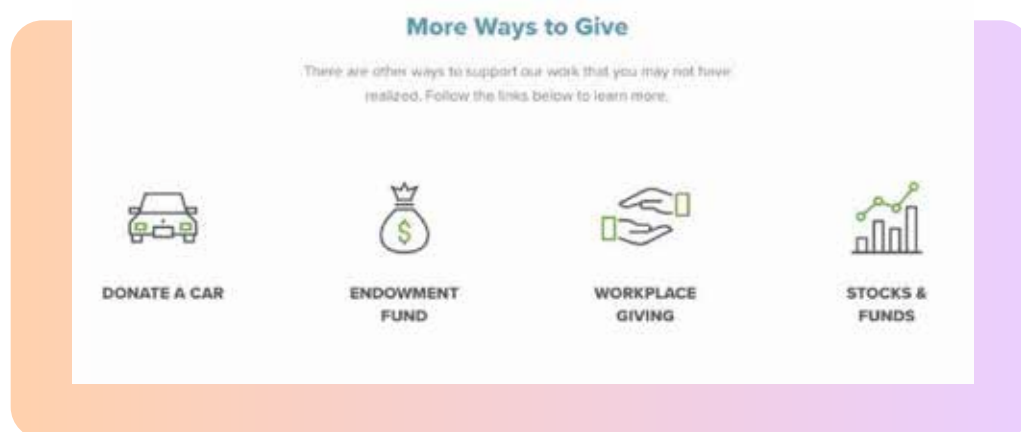 More Ways to Give
There are other ways to support our work that you may not have
realized. Follow the links below to learn more.
$
DONATE A CAR
ENDOWMENT
FUND
WORKPLACE
GIVING
STOCKS &
FUNDS